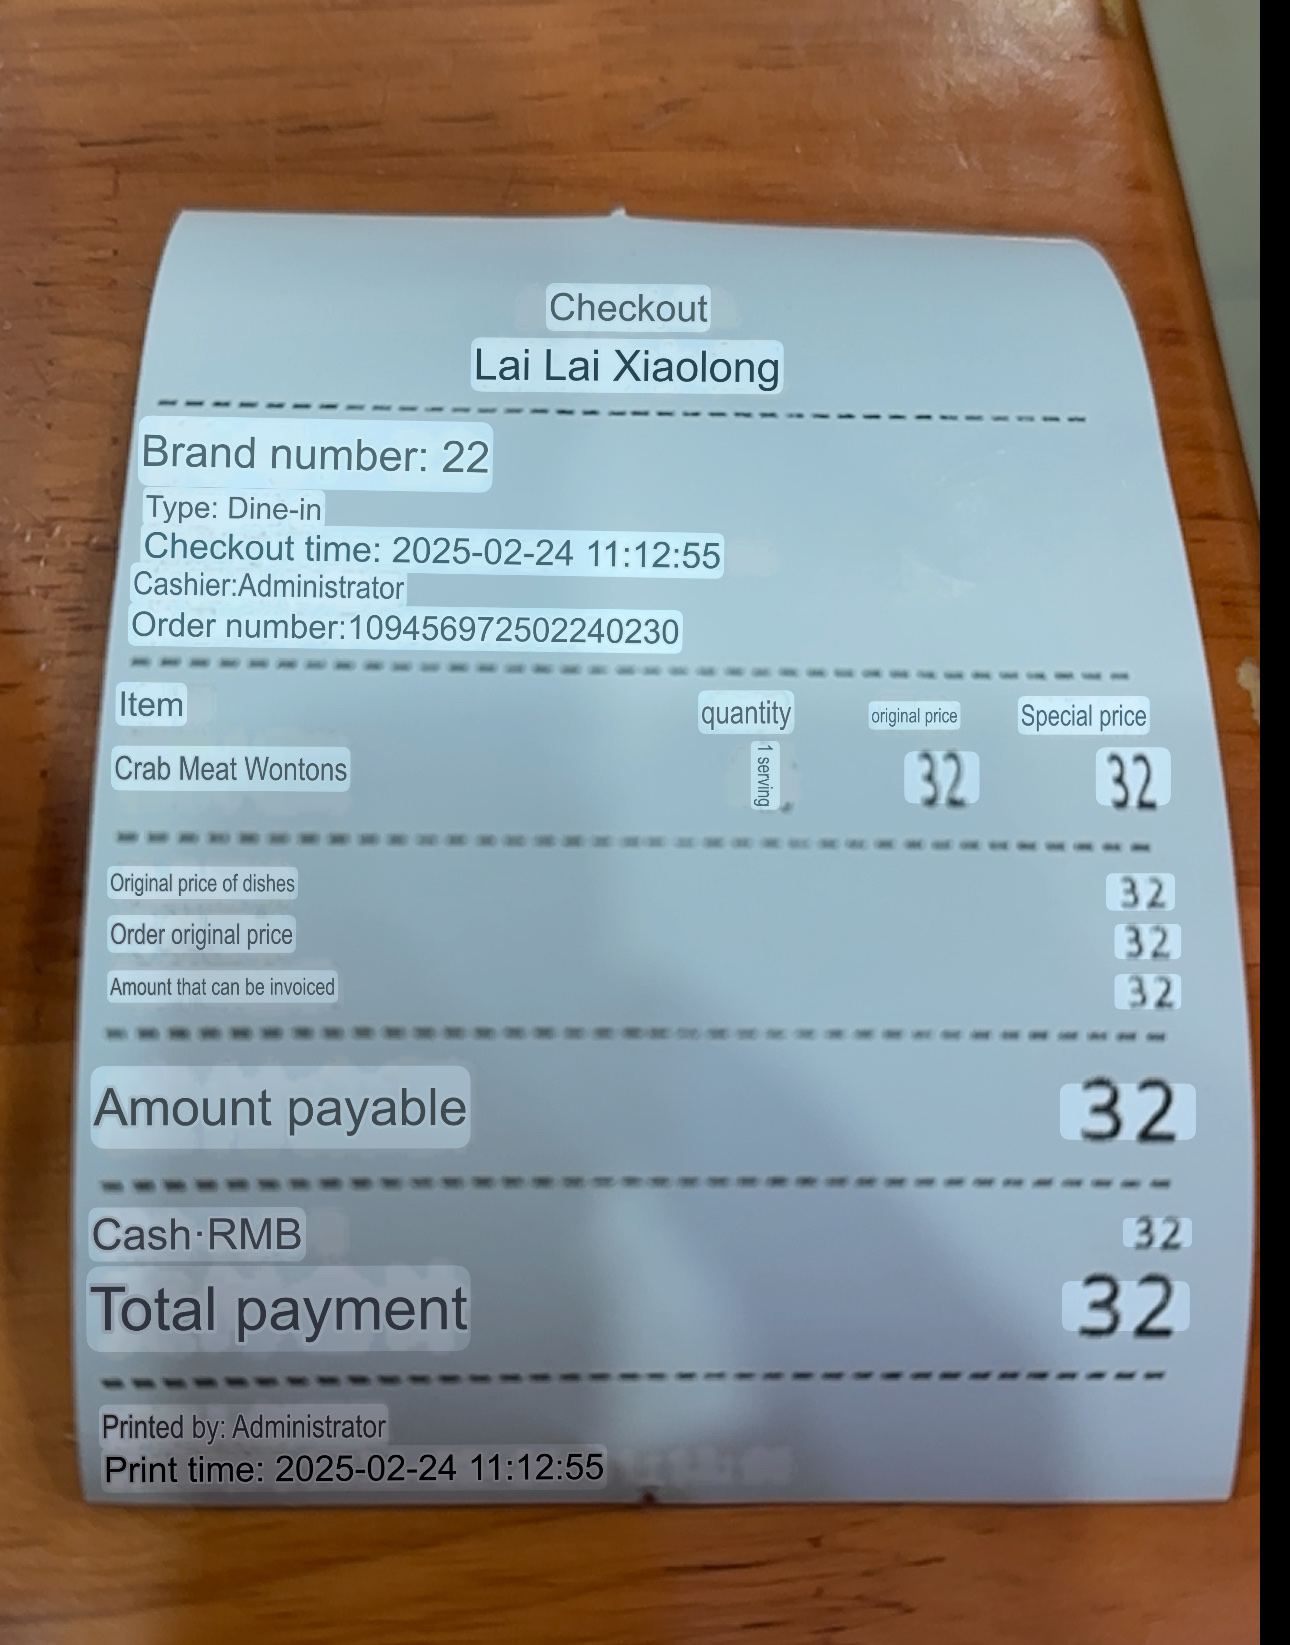 Checkout
Lai Lai Xiaolong
Brand number: 22
Type: Dine-in
Checkout time: 2025-02-24 11:12:55
Cashier:Administrator
Order number:109456972502240230
Item quantity original price Special price
Crab Meat Wontons 1 serving 32 32
Original price of dishes 32
Order original price 32
Amount that can be invoiced 32
Amount payable 32
Cash·RMB 32
Total payment 32
Printed by: Administrator
Print time: 2025-02-24 11:12:55